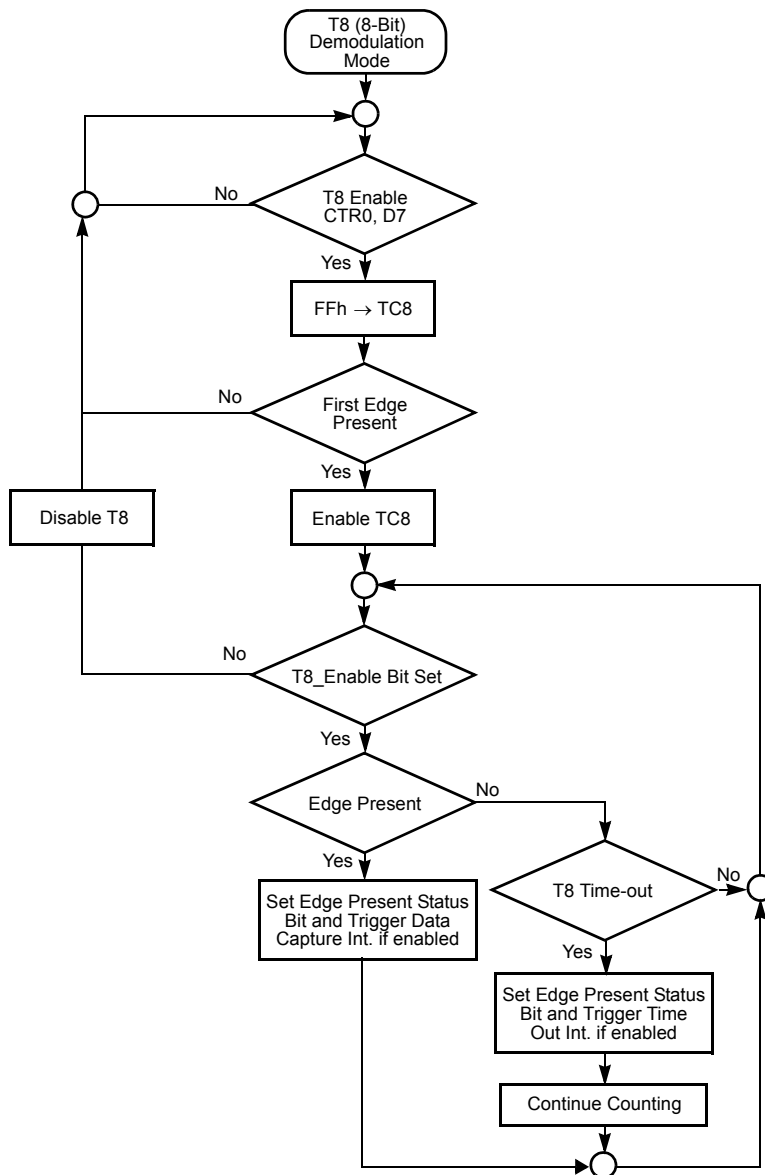 T8 (8-Bit)
Demodulation
Mode
No
T8 Enable
CTR0, D7
Yes
FFh → TC8
No
First Edge
Present
Yes
Disable T8
Enable TC8
No
T8_Enable Bit Set
Yes
Edge Present
No
Yes
T8 Time-out
No
Set Edge Present Status
Bit and Trigger Data
Capture Int. if enabled
Yes
Set Edge Present Status
Bit and Trigger Time
Out Int. if enabled
Continue Counting